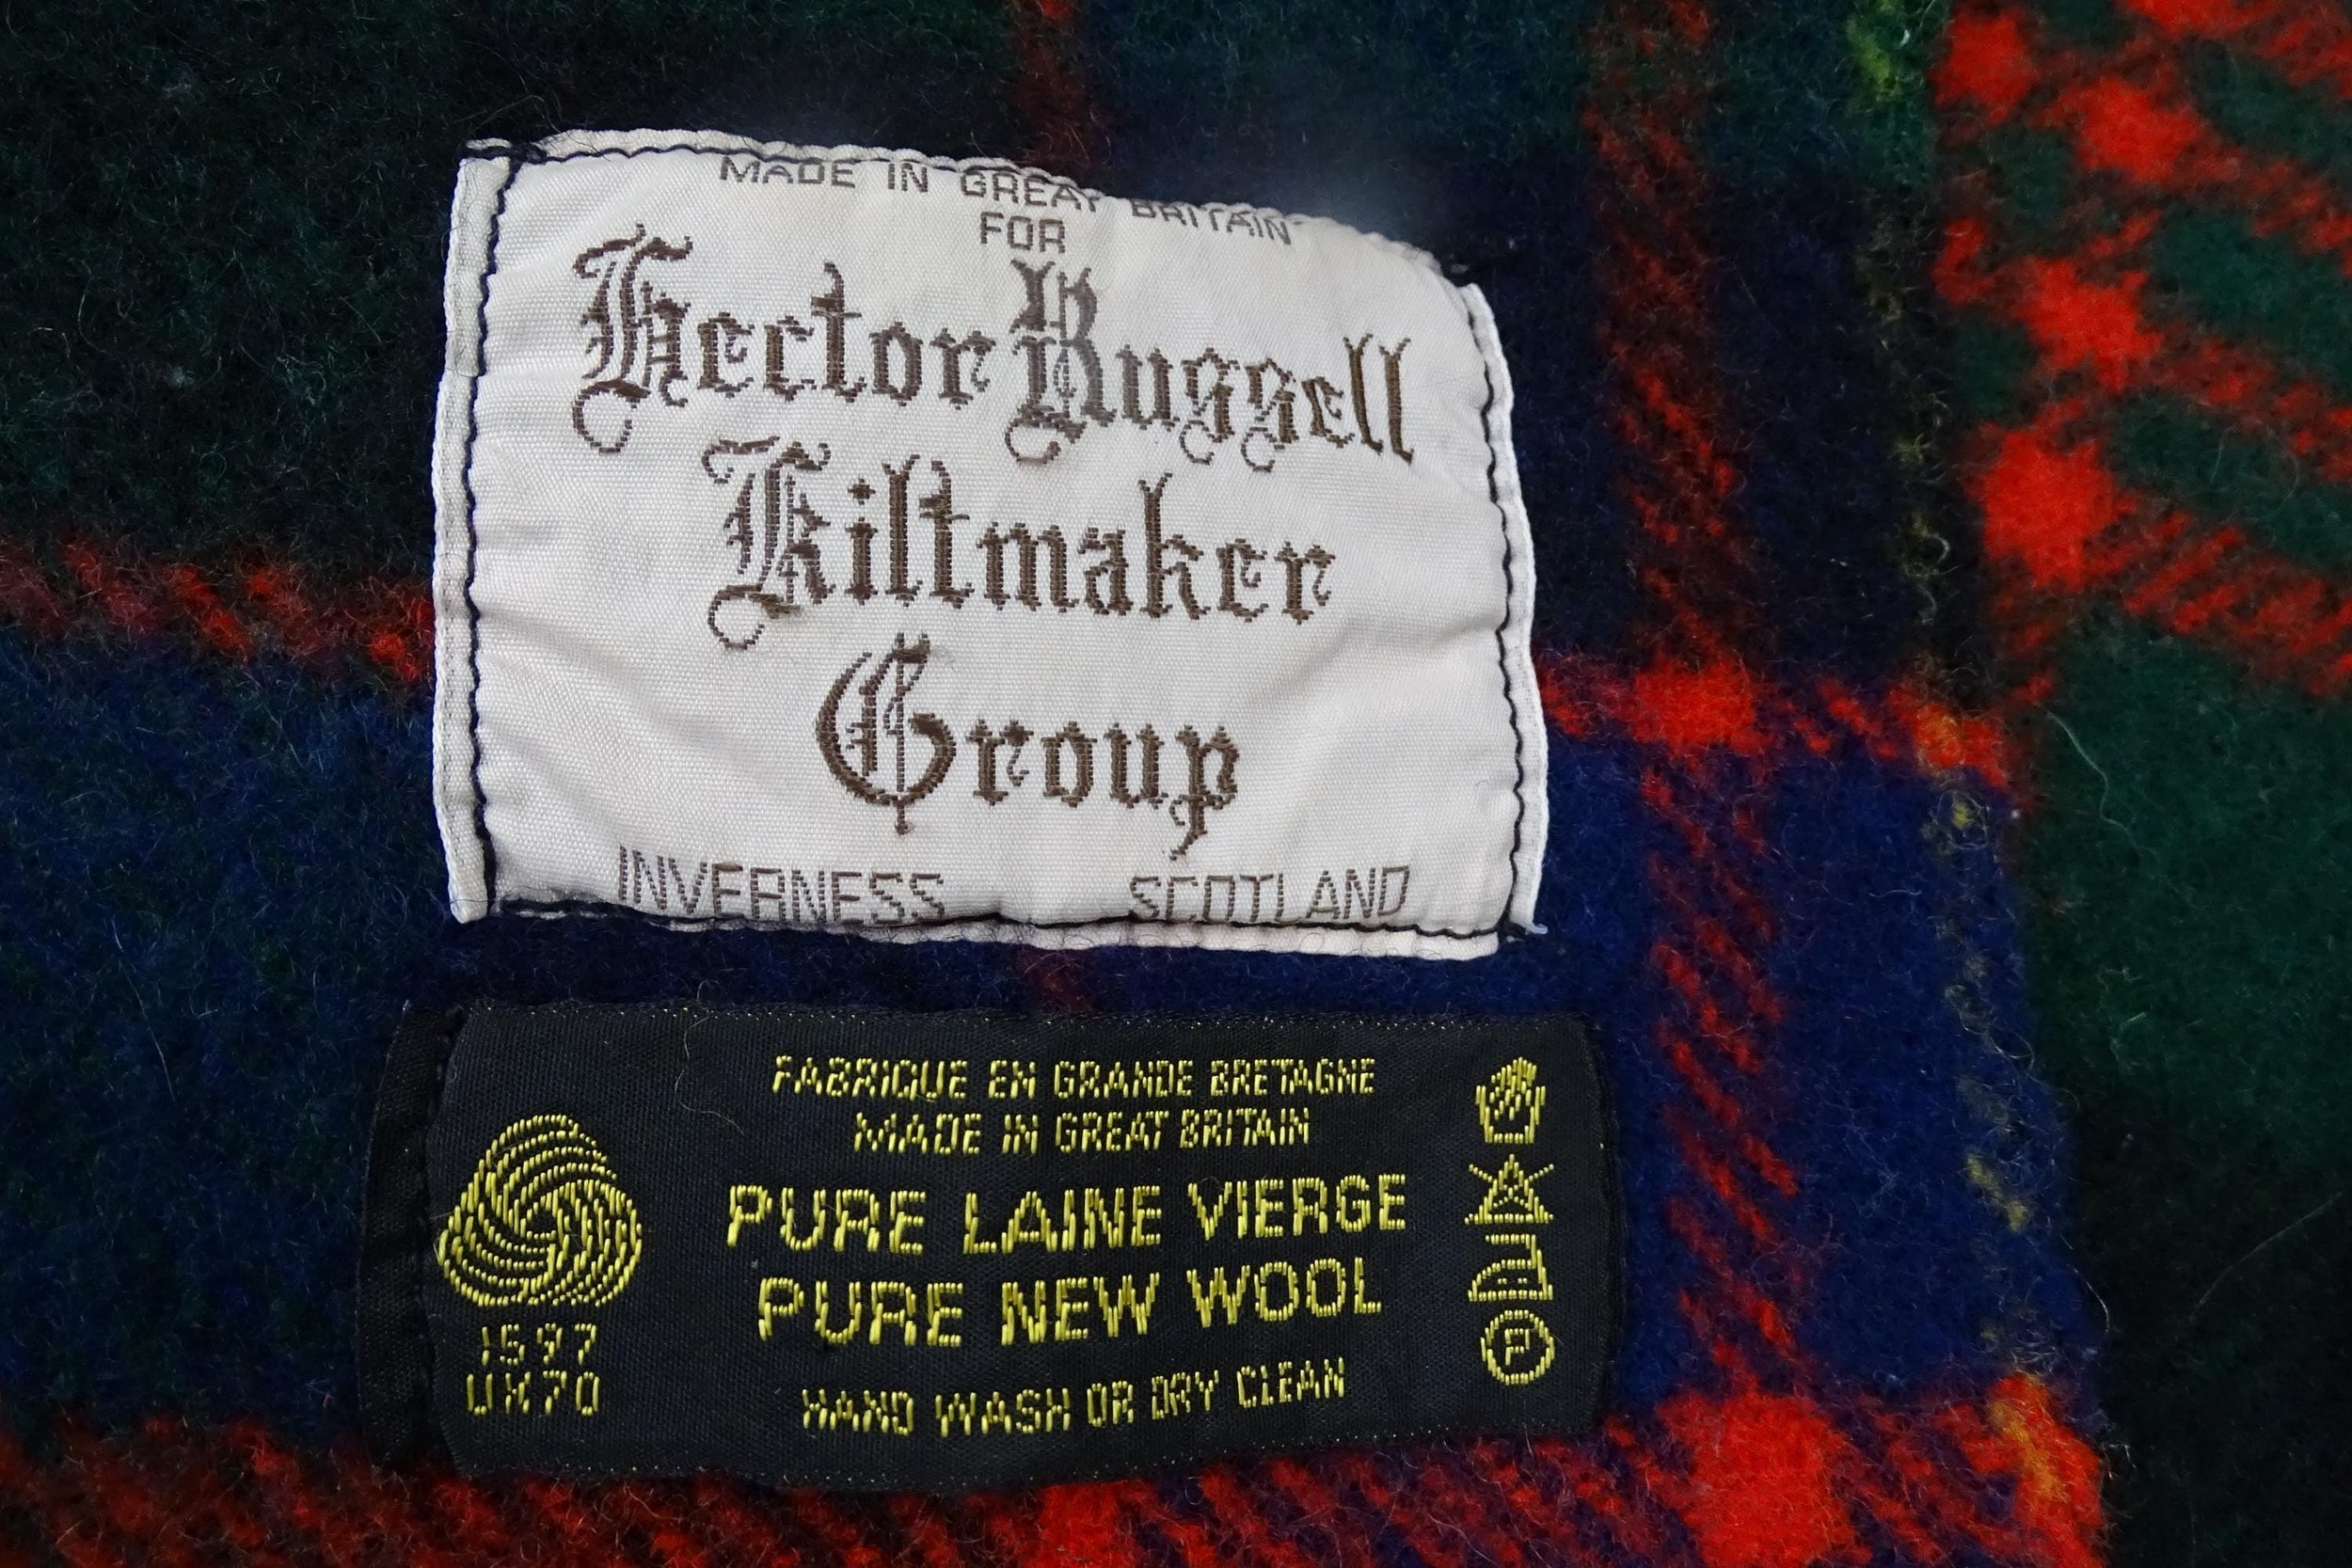 MADE IN GREAT BRITAIN
FOR
Hector Russell
Kiltmaker
Group
INVERNESS SCOTLAND
FABRIQUE EN GRANDE BRETAGNE
MADE IN GREAT BRITAIN
PURE LAINE VIERGE
PURE NEW WOOL
HAND WASH OR DRY CLEAN
1597
UK70
P